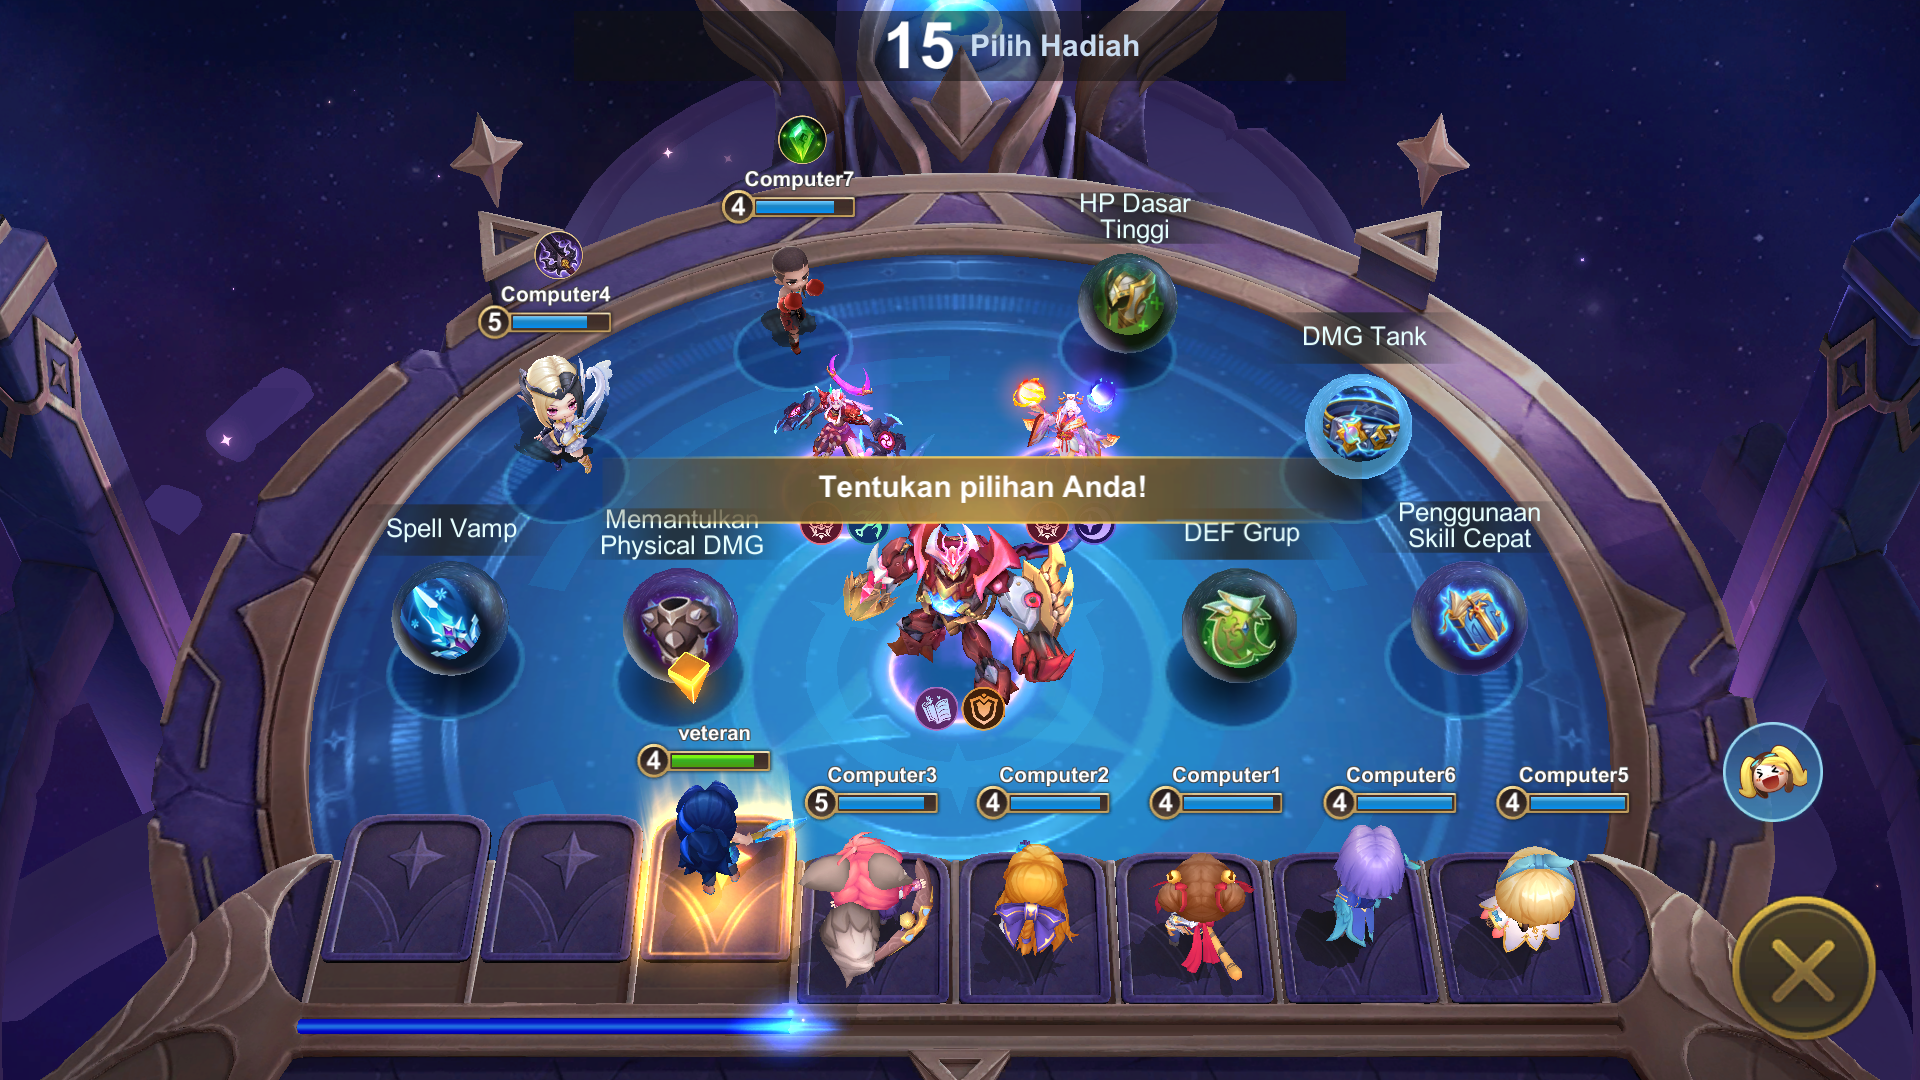 15 Pilih Hadiah
Computer7
4
HP Dasar
Tinggi
Computer4
5
DMG Tank
Tentukan pilihan Anda!
Spell Vamp
Memantulkan
Physical DMG
DEF Grup
Penggunaan
Skill Cepat
veteran
4
Computer3
5
Computer2
4
Computer1
4
Computer6
4
Computer5
4